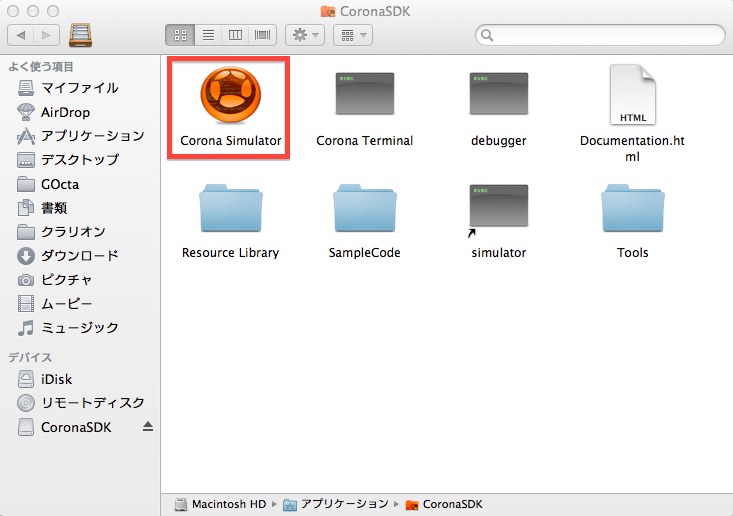 CoronaSDK
よく使う項目
マイファイル
AirDrop
アプリケーション
デスクトップ
GOcta
書類
クラリオン
ダウンロード
ピクチャ
ムービー
ミュージック
デバイス
iDisk
リモートディスク
CoronaSDK
Corona Simulator
exec
Corona Terminal
exec
debugger
HTML
Documentation.ht
ml
Resource Library
SampleCode
exec
simulator
Tools
Macintosh HD ▸ アプリケーション ▸ CoronaSDK